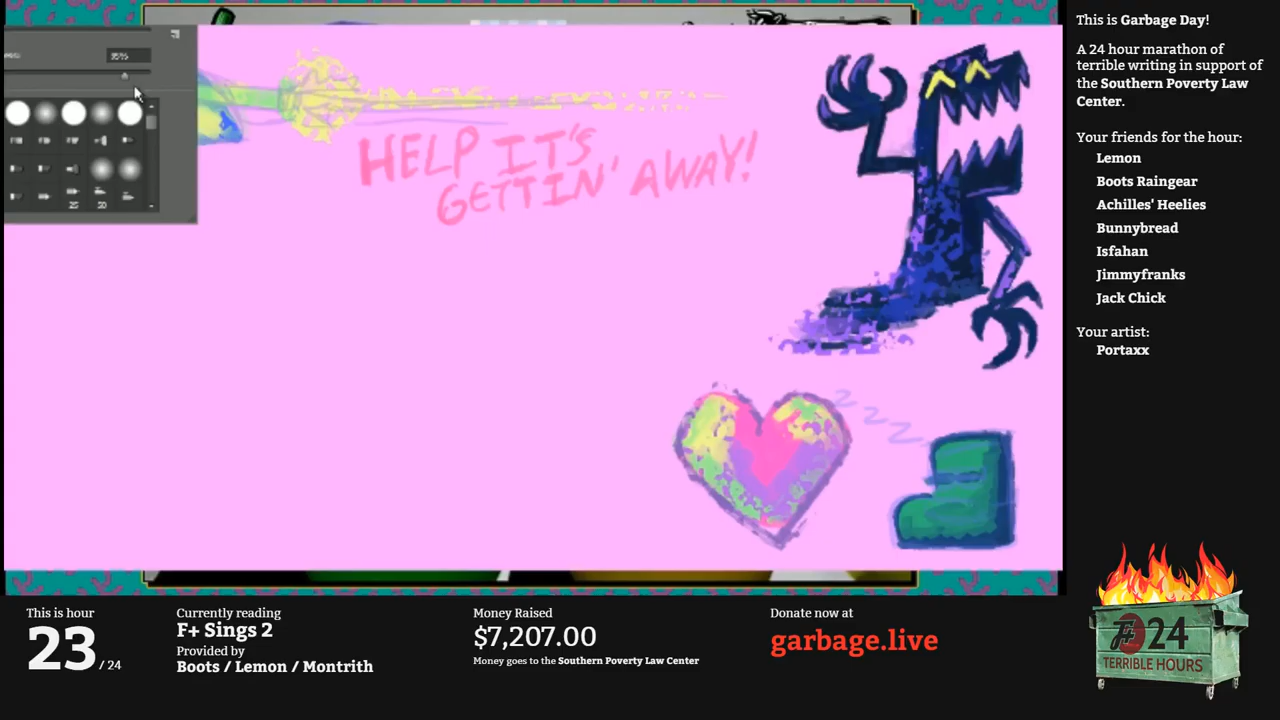 HELP IT'S
GETTIN' AWAY!
Z
Z
Z
This is Garbage Day!
A 24 hour marathon of
terrible writing in support of
the Southern Poverty Law
Center.
Your friends for the hour:
Lemon
Boots Raingear
Achilles' Heelies
Bunnybread
Isfahan
Jimmyfranks
Jack Chick
Your artist:
Portaxx
This is hour
23 / 24
Currently reading
F+ Sings 2
Provided by
Boots / Lemon / Montrith
Money Raised
$7,207.00
Money goes to the Southern Poverty Law Center
Donate now at
garbage.live
F+ 24
TERRIBLE HOURS